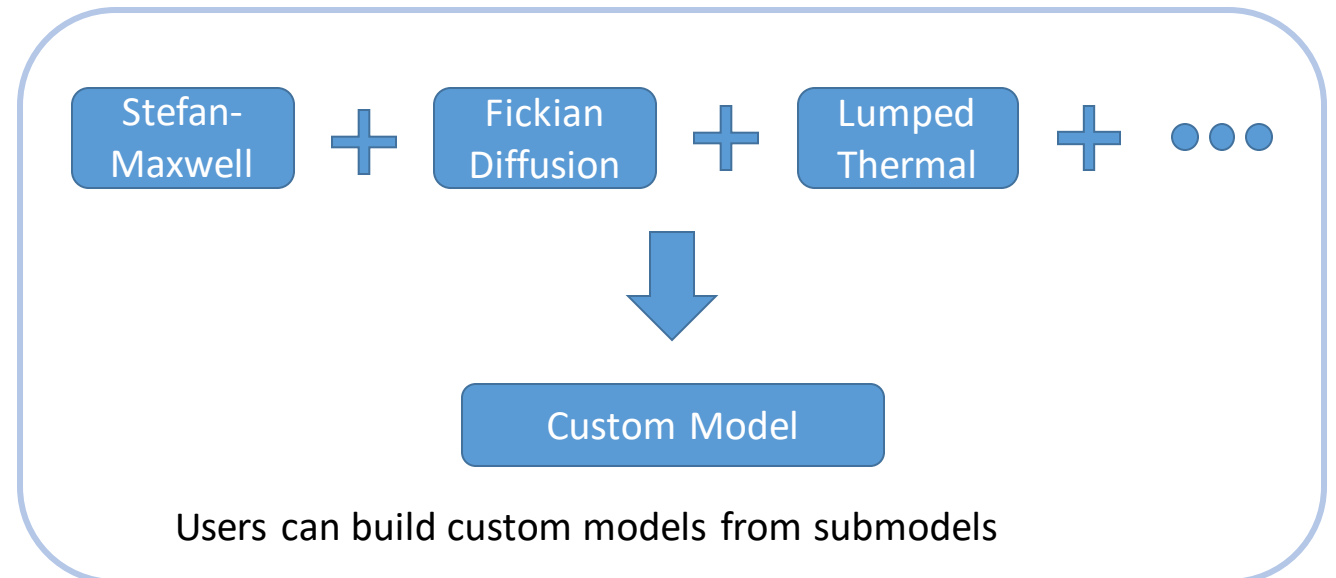 Stefan-
Maxwell
Fickian
Diffusion
Lumped
Thermal
Custom Model
Users can build custom models from submodels